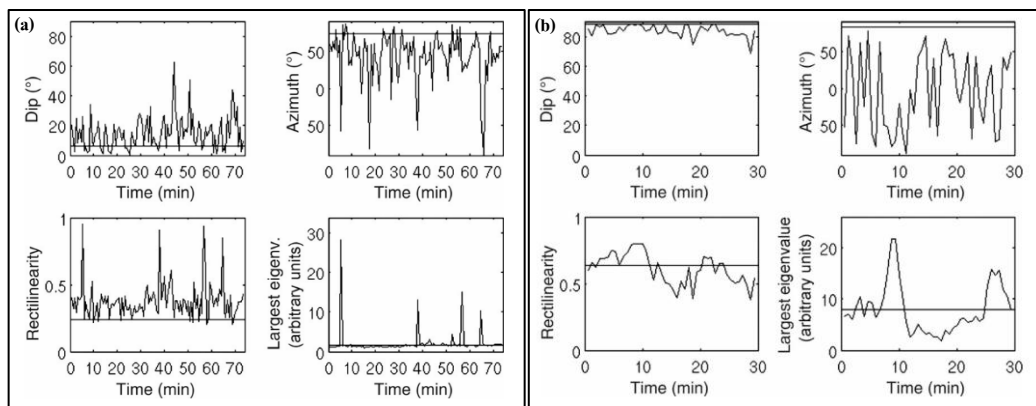 (a)
80
60
40
20
0
Dip (°)
0 10 20 30 40 50 60 70
Time (min)
50
0
50
Azimuth (°)
0 10 20 30 40 50 60 70
Time (min)
1
0.5
0
Rectilinearity
0 10 20 30 40 50 60 70
Time (min)
30
20
10
0
Largest eigenv.
(arbitrary units)
0 10 20 30 40 50 60 70
Time (min)
(b)
80
60
40
20
0
Dip (°)
0 10 20 30
Time (min)
50
0
50
Azimuth (°)
0 10 20 30
Time (min)
1
0.5
0
Rectilinearity
0 10 20 30
Time (min)
20
10
0
Largest eigenvalue
(arbitrary units)
0 10 20 30
Time (min)